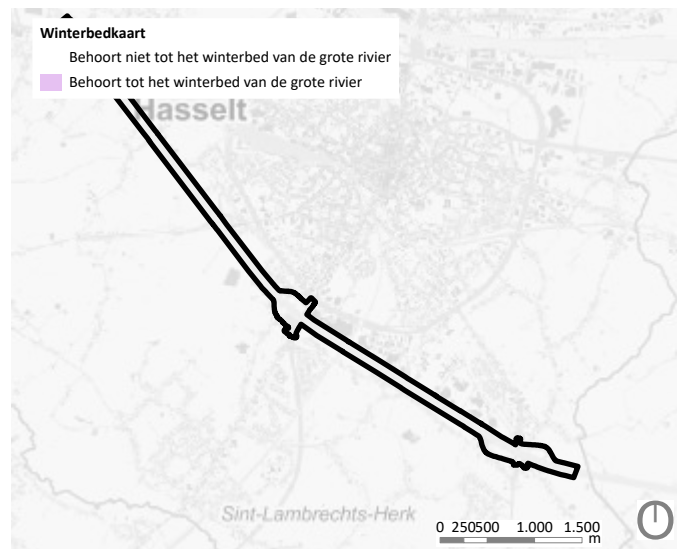 Winterbedkaart
Behoort niet tot het winterbed van de grote rivier
Behoort tot het winterbed van de grote rivier
Hasselt
Sint-Lambrechts-Herk
0 250500 1.000 1.500
m